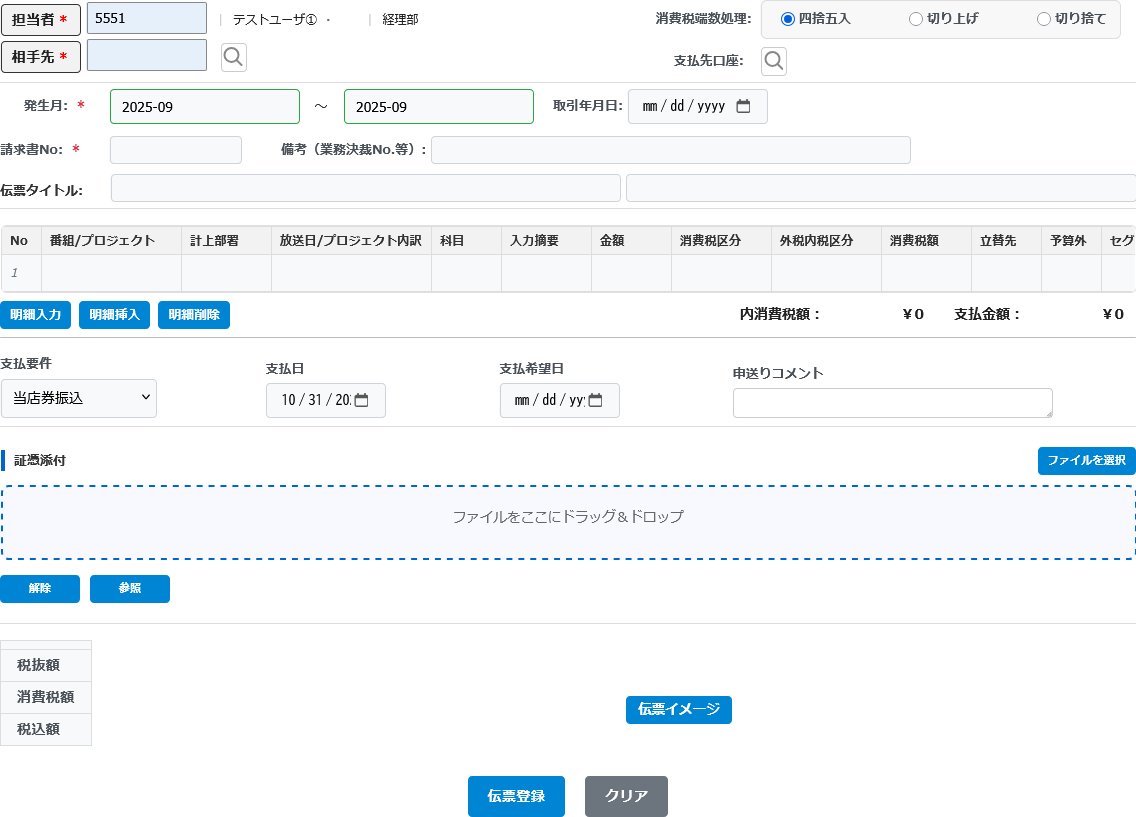 担当者 * 5551 | テストユーザ① ・ | 経理部 消費税端数処理: 四捨五入 切り上げ 切り捨て
相手先 * 支払先口座:
発生月: * 2025-09 ～ 2025-09 取引年月日: mm/dd/yyyy
請求書No: * 備考（業務決裁No.等）:
伝票タイトル:
No 番組/プロジェクト 計上部署 放送日/プロジェクト内訳 科目 入力摘要 金額 消費税区分 外税内税区分 消費税額 立替先 予算外 セグ
1
明細入力 明細挿入 明細削除 内消費税額： ￥0 支払金額： ￥0
支払要件 支払日 支払希望日 申送りコメント
当店券振込 10/31/20 mm/dd/yy
証憑添付 ファイルを選択
ファイルをここにドラッグ＆ドロップ
解除 参照
税抜額
消費税額 伝票イメージ
税込額
伝票登録 クリア